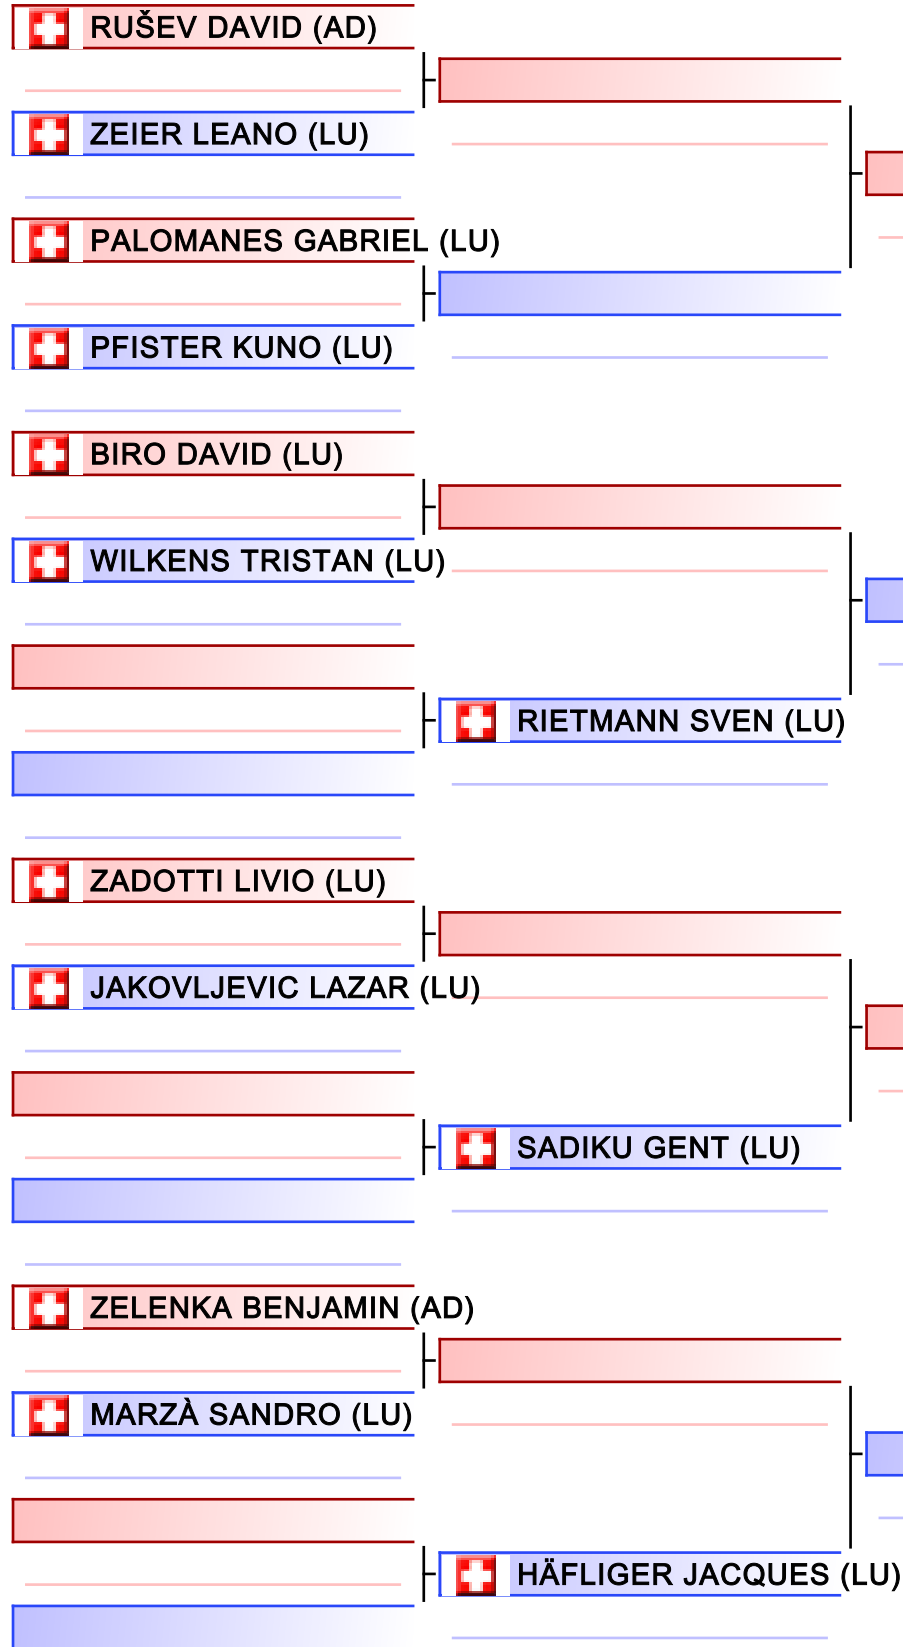 RUŠEV DAVID (AD)
ZEIER LEANO (LU)
PALOMANES GABRIEL (LU)
PFISTER KUNO (LU)
BIRO DAVID (LU)
WILKENS TRISTAN (LU)
RIETMANN SVEN (LU)
ZADOTTI LIVIO (LU)
JAKOVLJEVIC LAZAR (LU)
SADIKU GENT (LU)
ZELENKA BENJAMIN (AD)
MARZÀ SANDRO (LU)
HÄFLIGER JACQUES (LU)